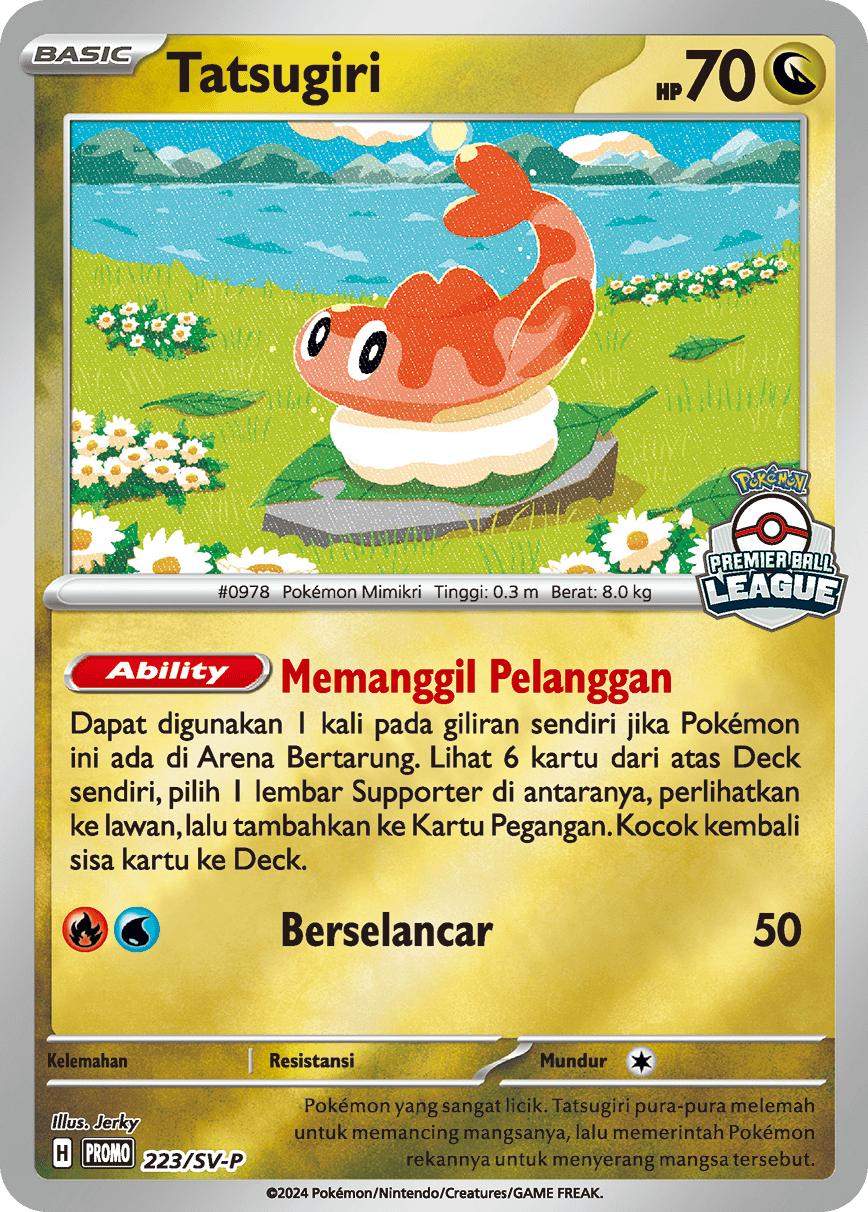 BASIC
Tatsugiri
HP 70
Pokémon
PREMIER BALL
LEAGUE
#0978 Pokémon Mimikri Tinggi: 0.3 m Berat: 8.0 kg
Ability Memanggil Pelanggan
Dapat digunakan 1 kali pada giliran sendiri jika Pokémon
ini ada di Arena Bertarung. Lihat 6 kartu dari atas Deck
sendiri, pilih 1 lembar Supporter di antaranya, perlihatkan
ke lawan, lalu tambahkan ke Kartu Pegangan. Kocok kembali
sisa kartu ke Deck.
Berselancar 50
Kelemahan Resistansi Mundur
Pokémon yang sangat licik. Tatsugiri pura-pura melemah
untuk memancing mangsanya, lalu memerintah Pokémon
rekannya untuk menyerang mangsa tersebut.
Illus. Jerky
H PROMO 223/SV-P
©2024 Pokémon/Nintendo/Creatures/GAME FREAK.